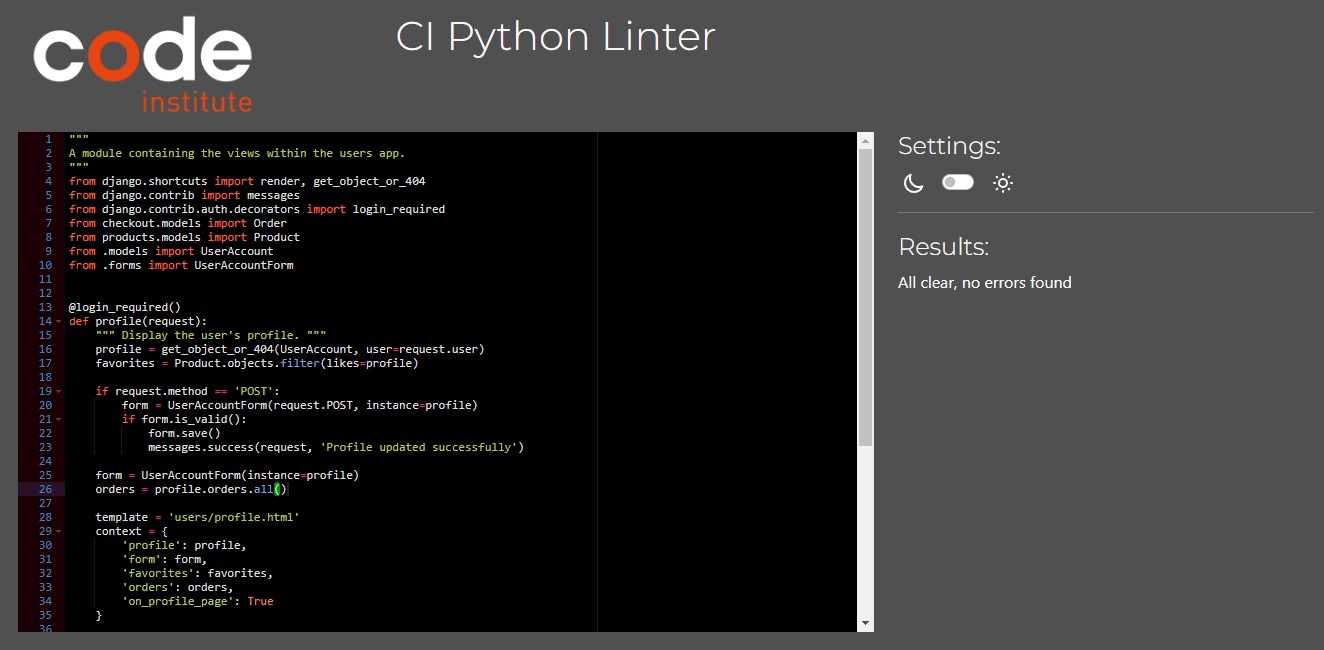 code
institute
CI Python Linter
1 """
2 A module containing the views within the users app.
3 """
4 from django.shortcuts import render, get_object_or_404
5 from django.contrib import messages
6 from django.contrib.auth.decorators import login_required
7 from checkout.models import Order
8 from products.models import Product
9 from .models import UserAccount
10 from .forms import UserAccountForm
11
12
13 @login_required()
14 def profile(request):
15     """ Display the user's profile. """
16     profile = get_object_or_404(UserAccount, user=request.user)
17     favorites = Product.objects.filter(likes=profile)
18
19     if request.method == 'POST':
20         form = UserAccountForm(request.POST, instance=profile)
21         if form.is_valid():
22             form.save()
23             messages.success(request, 'Profile updated successfully')
24
25     form = UserAccountForm(instance=profile)
26     orders = profile.orders.all()
27
28     template = 'users/profile.html'
29     context = {
30         'profile': profile,
31         'form': form,
32         'favorites': favorites,
33         'orders': orders,
34         'on_profile_page': True
35     }
36
Settings:
Results:
All clear, no errors found